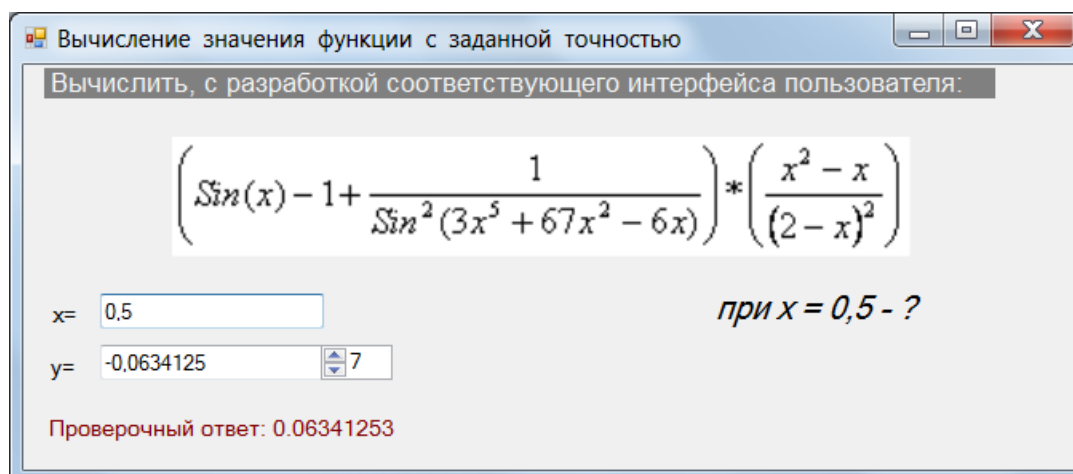 Вычисление значения функции с заданной точностью
Вычислить, с разработкой соответствующего интерфейса пользователя:
(Sin(x) − 1 + 1/(Sin²(3x⁵ + 67x² − 6x))) * ((x² − x)/((2 − x)²))
x= 0,5
при x = 0,5 - ?
y= -0,0634125 7
Проверочный ответ: 0.06341253